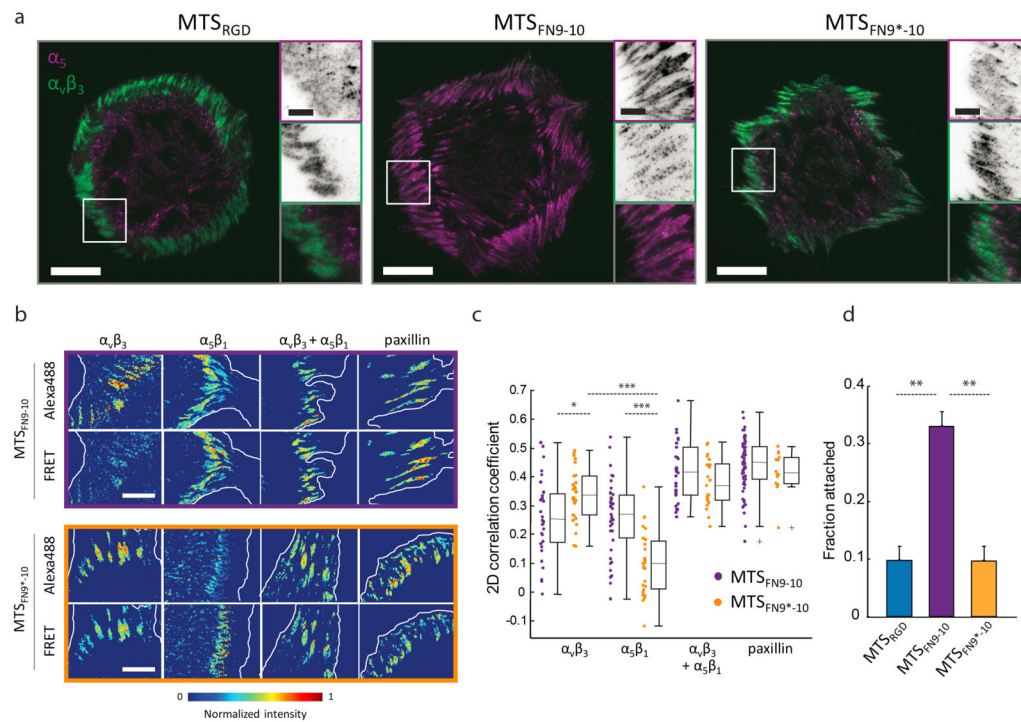 a
MTS_RGD
MTS_FN9-10
MTS_FN9*-10
α₅
αᵥβ₃
b
αᵥβ₃
α₅β₁
αᵥβ₃ + α₅β₁
paxillin
MTS_FN9-10
Alexa488
FRET
MTS_FN9*-10
Alexa488
FRET
0
1
Normalized intensity
c
2D correlation coefficient
0.7
0.6
0.5
0.4
0.3
0.2
0.1
0
-0.1
*
***
***
MTS_FN9-10
MTS_FN9*-10
αᵥβ₃
α₅β₁
αᵥβ₃
+ α₅β₁
paxillin
d
Fraction attached
0.4
0.3
0.2
0.1
0
**
**
MTS_RGD
MTS_FN9-10
MTS_FN9*-10